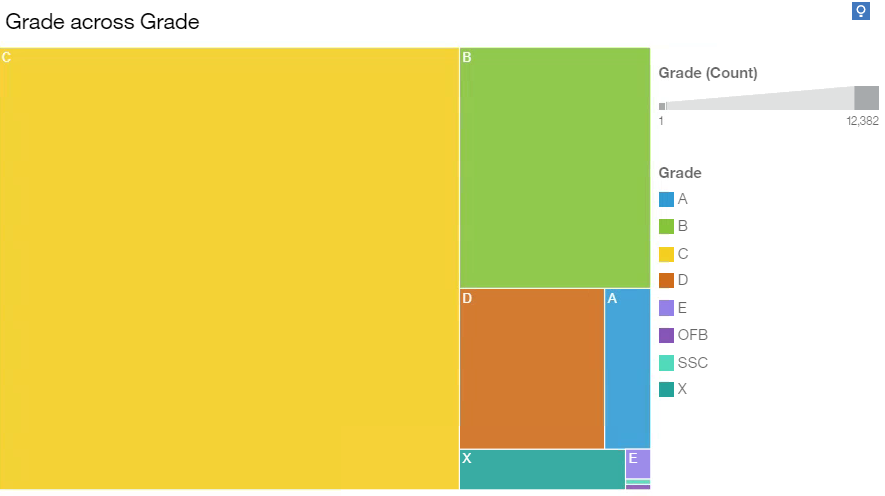 Grade across Grade
C
B
D
A
X
E
Grade (Count)
1
12,382
Grade
A
B
C
D
E
OFB
SSC
X